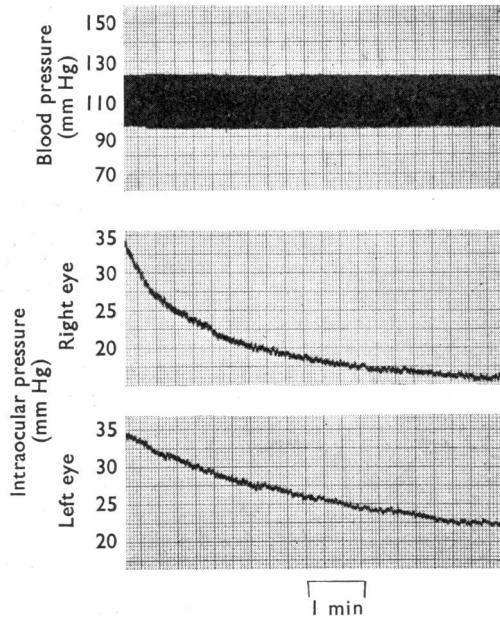 150
130
110
90
70
Blood pressure
(mm Hg)
35
30
25
20
Right eye
Intraocular pressure
(mm Hg)
35
30
25
20
Left eye
1 min